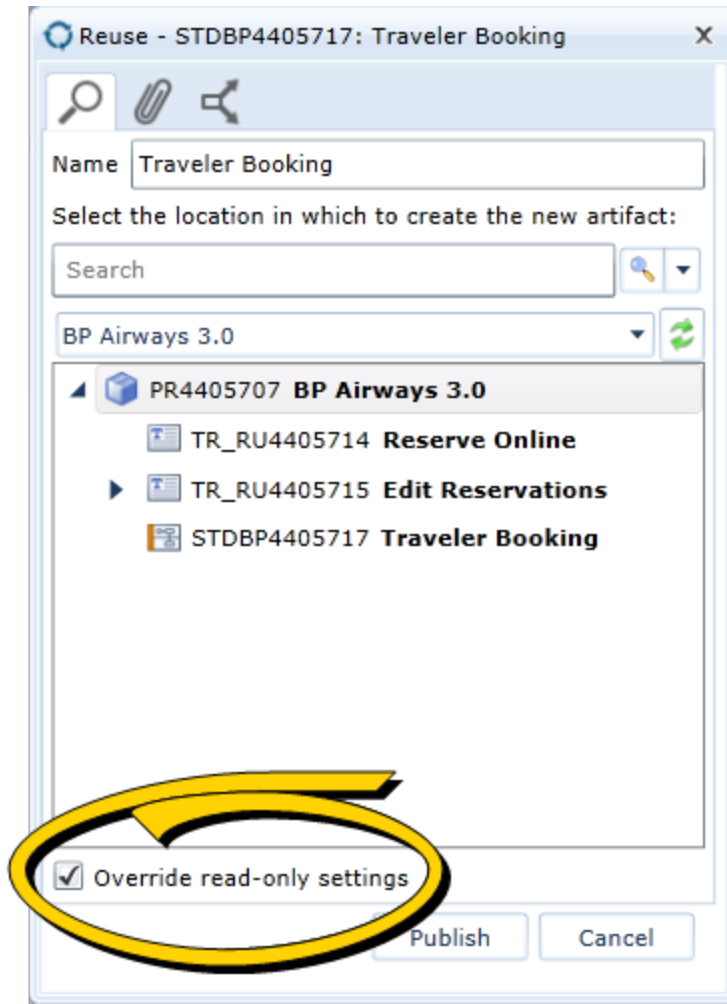 Reuse - STDBP4405717: Traveler Booking
Name Traveler Booking
Select the location in which to create the new artifact:
Search
BP Airways 3.0
PR4405707 BP Airways 3.0
TR_RU4405714 Reserve Online
TR_RU4405715 Edit Reservations
STDBP4405717 Traveler Booking
Override read-only settings
Publish Cancel